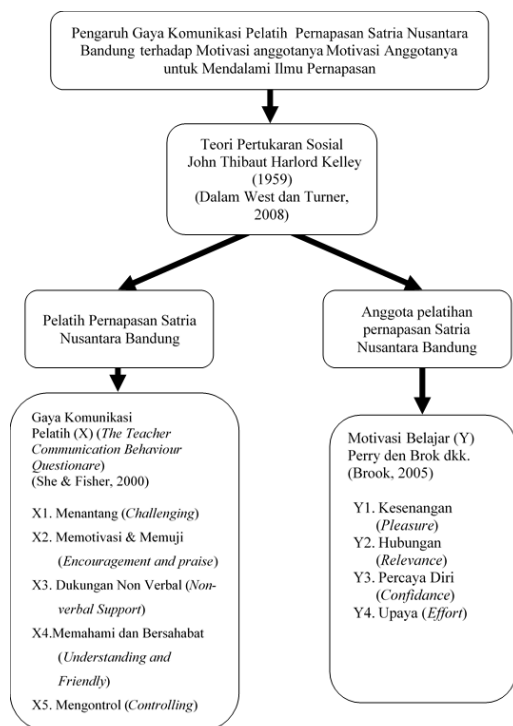 Pengaruh Gaya Komunikasi Pelatih Pernapasan Satria Nusantara
Bandung terhadap Motivasi anggotanya Motivasi Anggotanya
untuk Mendalami Ilmu Pernapasan
Teori Pertukaran Sosial
John Thibaut Harlord Kelley
(1959)
(Dalam West dan Turner,
2008)
Pelatih Pernapasan Satria
Nusantara Bandung
Anggota pelatihan
pernapasan Satria
Nusantara Bandung
Gaya Komunikasi
Pelatih (X) (The Teacher
Communication Behaviour
Questionare)
(She & Fisher, 2000)
X1. Menantang (Challenging)
X2. Memotivasi & Memuji
(Encouragement and praise)
X3. Dukungan Non Verbal (Non-
verbal Support)
X4.Memahami dan Bersahabat
(Understanding and
Friendly)
X5. Mengontrol (Controlling)
Motivasi Belajar (Y)
Perry den Brok dkk.
(Brook, 2005)
Y1. Kesenangan
(Pleasure)
Y2. Hubungan
(Relevance)
Y3. Percaya Diri
(Confidance)
Y4. Upaya (Effort)